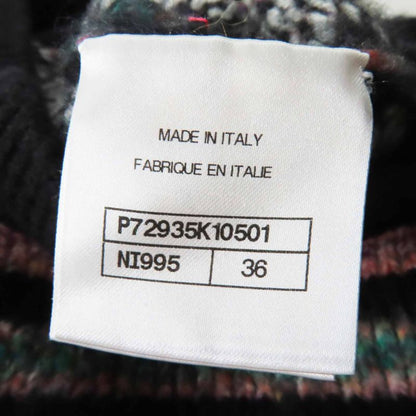 MADE IN ITALY
FABRIQUE EN ITALIE
P72935K10501
NI995 36